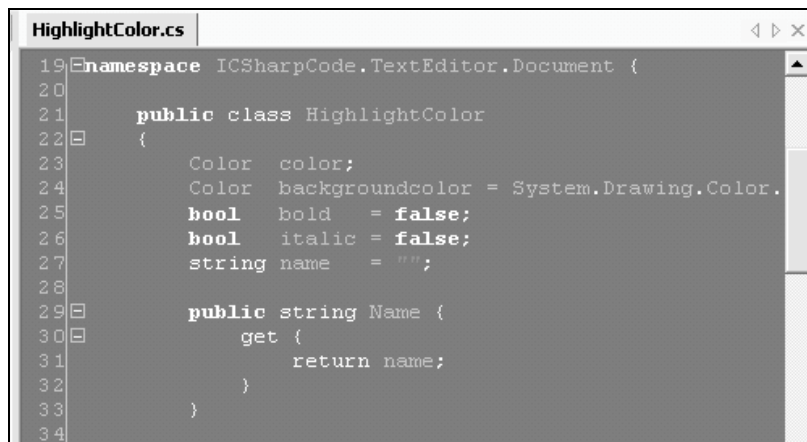 HighlightColor.cs
19 namespace ICSharpCode.TextEditor.Document {
20
21 public class HighlightColor
22 {
23 Color  color;
24 Color  backgroundcolor = System.Drawing.Color.
25 bool   bold   = false;
26 bool   italic = false;
27 string name   = "";
28
29 public string Name {
30 get {
31 return name;
32 }
33 }
34